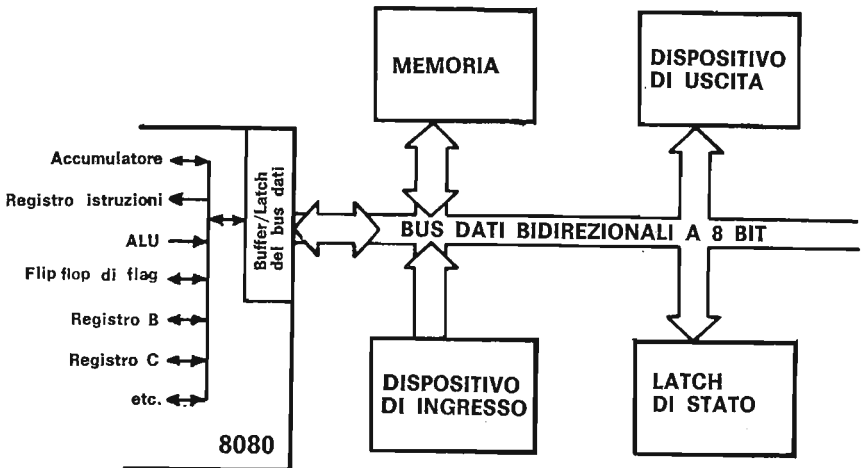 MEMORIA
DISPOSITIVO
DI USCITA
Accumulatore
Registro istruzioni
ALU
Flip flop di flag
Registro B
Registro C
etc.
Buffer/Latch
dei bus dati
8080
BUS DATI BIDIREZIONALI A 8 BIT
DISPOSITIVO
DI INGRESSO
LATCH
DI STATO